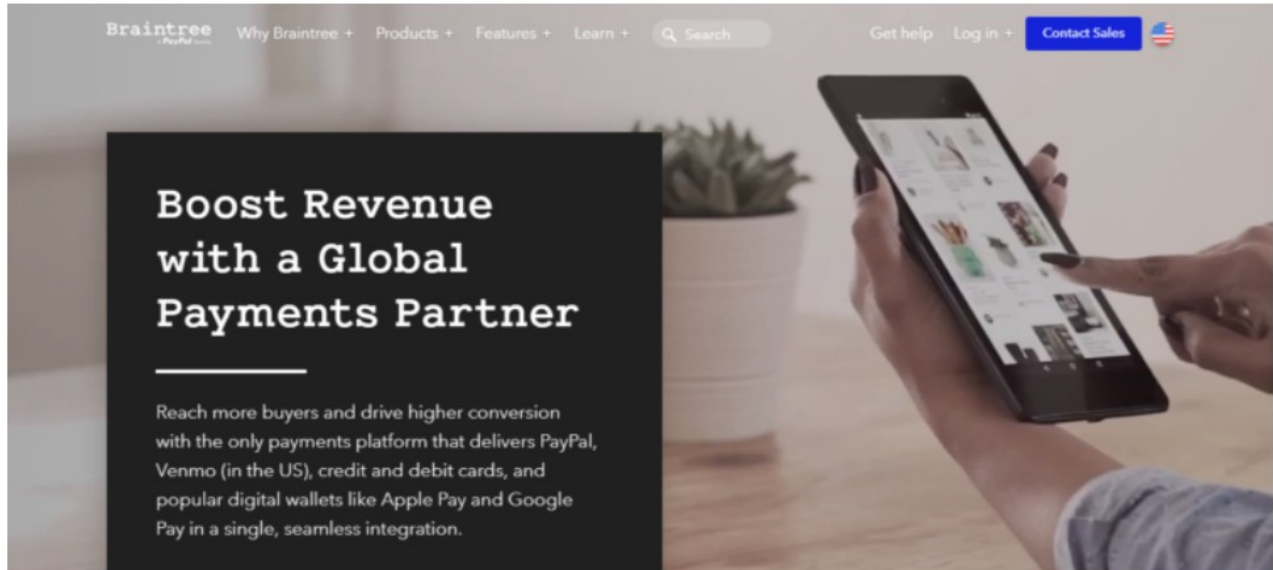 Braintree
a PayPal Service
Why Braintree +
Products +
Features +
Learn +
Search
Get help
Log in +
Contact Sales
Boost Revenue
with a Global
Payments Partner
Reach more buyers and drive higher conversion
with the only payments platform that delivers PayPal,
Venmo (in the US), credit and debit cards, and
popular digital wallets like Apple Pay and Google
Pay in a single, seamless integration.